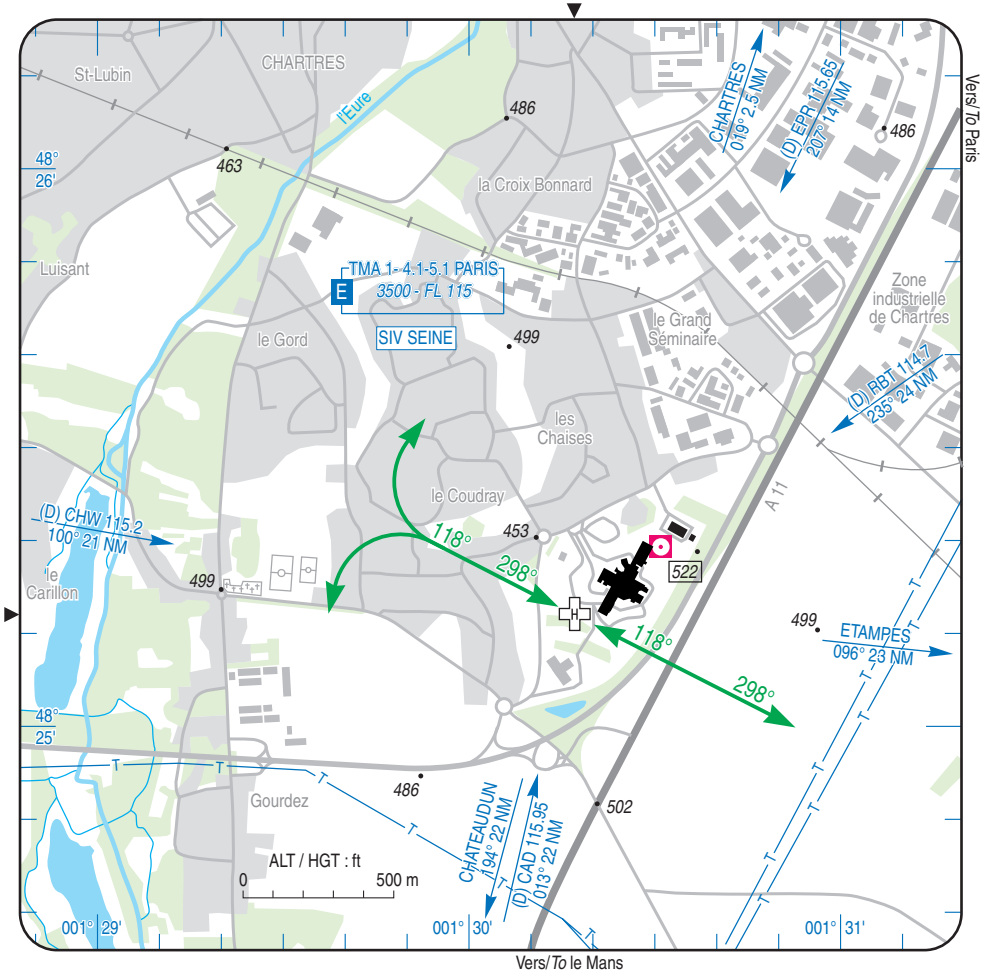 St-Lubin
CHARTRES
l'Eure
486
CHARTRES
019° 2.5 NM
(D) EPR 115.65
207° 14 NM
486
Vers/To Paris
48°
26'
463
la Croix Bonnard
Luisant
TMA 1- 4.1-5.1 PARIS
E
3500 - FL 115
SIV SEINE
499
le Gord
le Grand
Séminaire
Zone
industrielle
de Chartres
(D) RBT 114.7
235° 24 NM
les
Chaises
le Coudray
A 11
(D) CHW 115.2
100° 21 NM
118°
298°
453
522
le
Carillon
499
H
118°
298°
499
ETAMPES
096° 23 NM
48°
25'
T
T
T
T
T
T
T
T
T
T
T
T
T
486
Gourdez
CHATEAUDUN
194° 22 NM
(D) CAD 115.95
013° 22 NM
502
ALT / HGT : ft
0
500 m
001° 29'
001° 30'
001° 31'
Vers/To le Mans